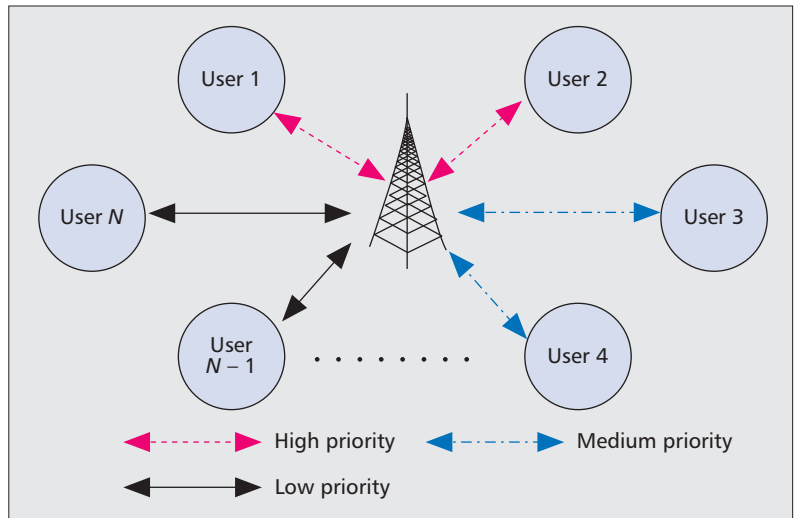 User 1
User 2
User N
User 3
User
N – 1
User 4
High priority
Medium priority
Low priority